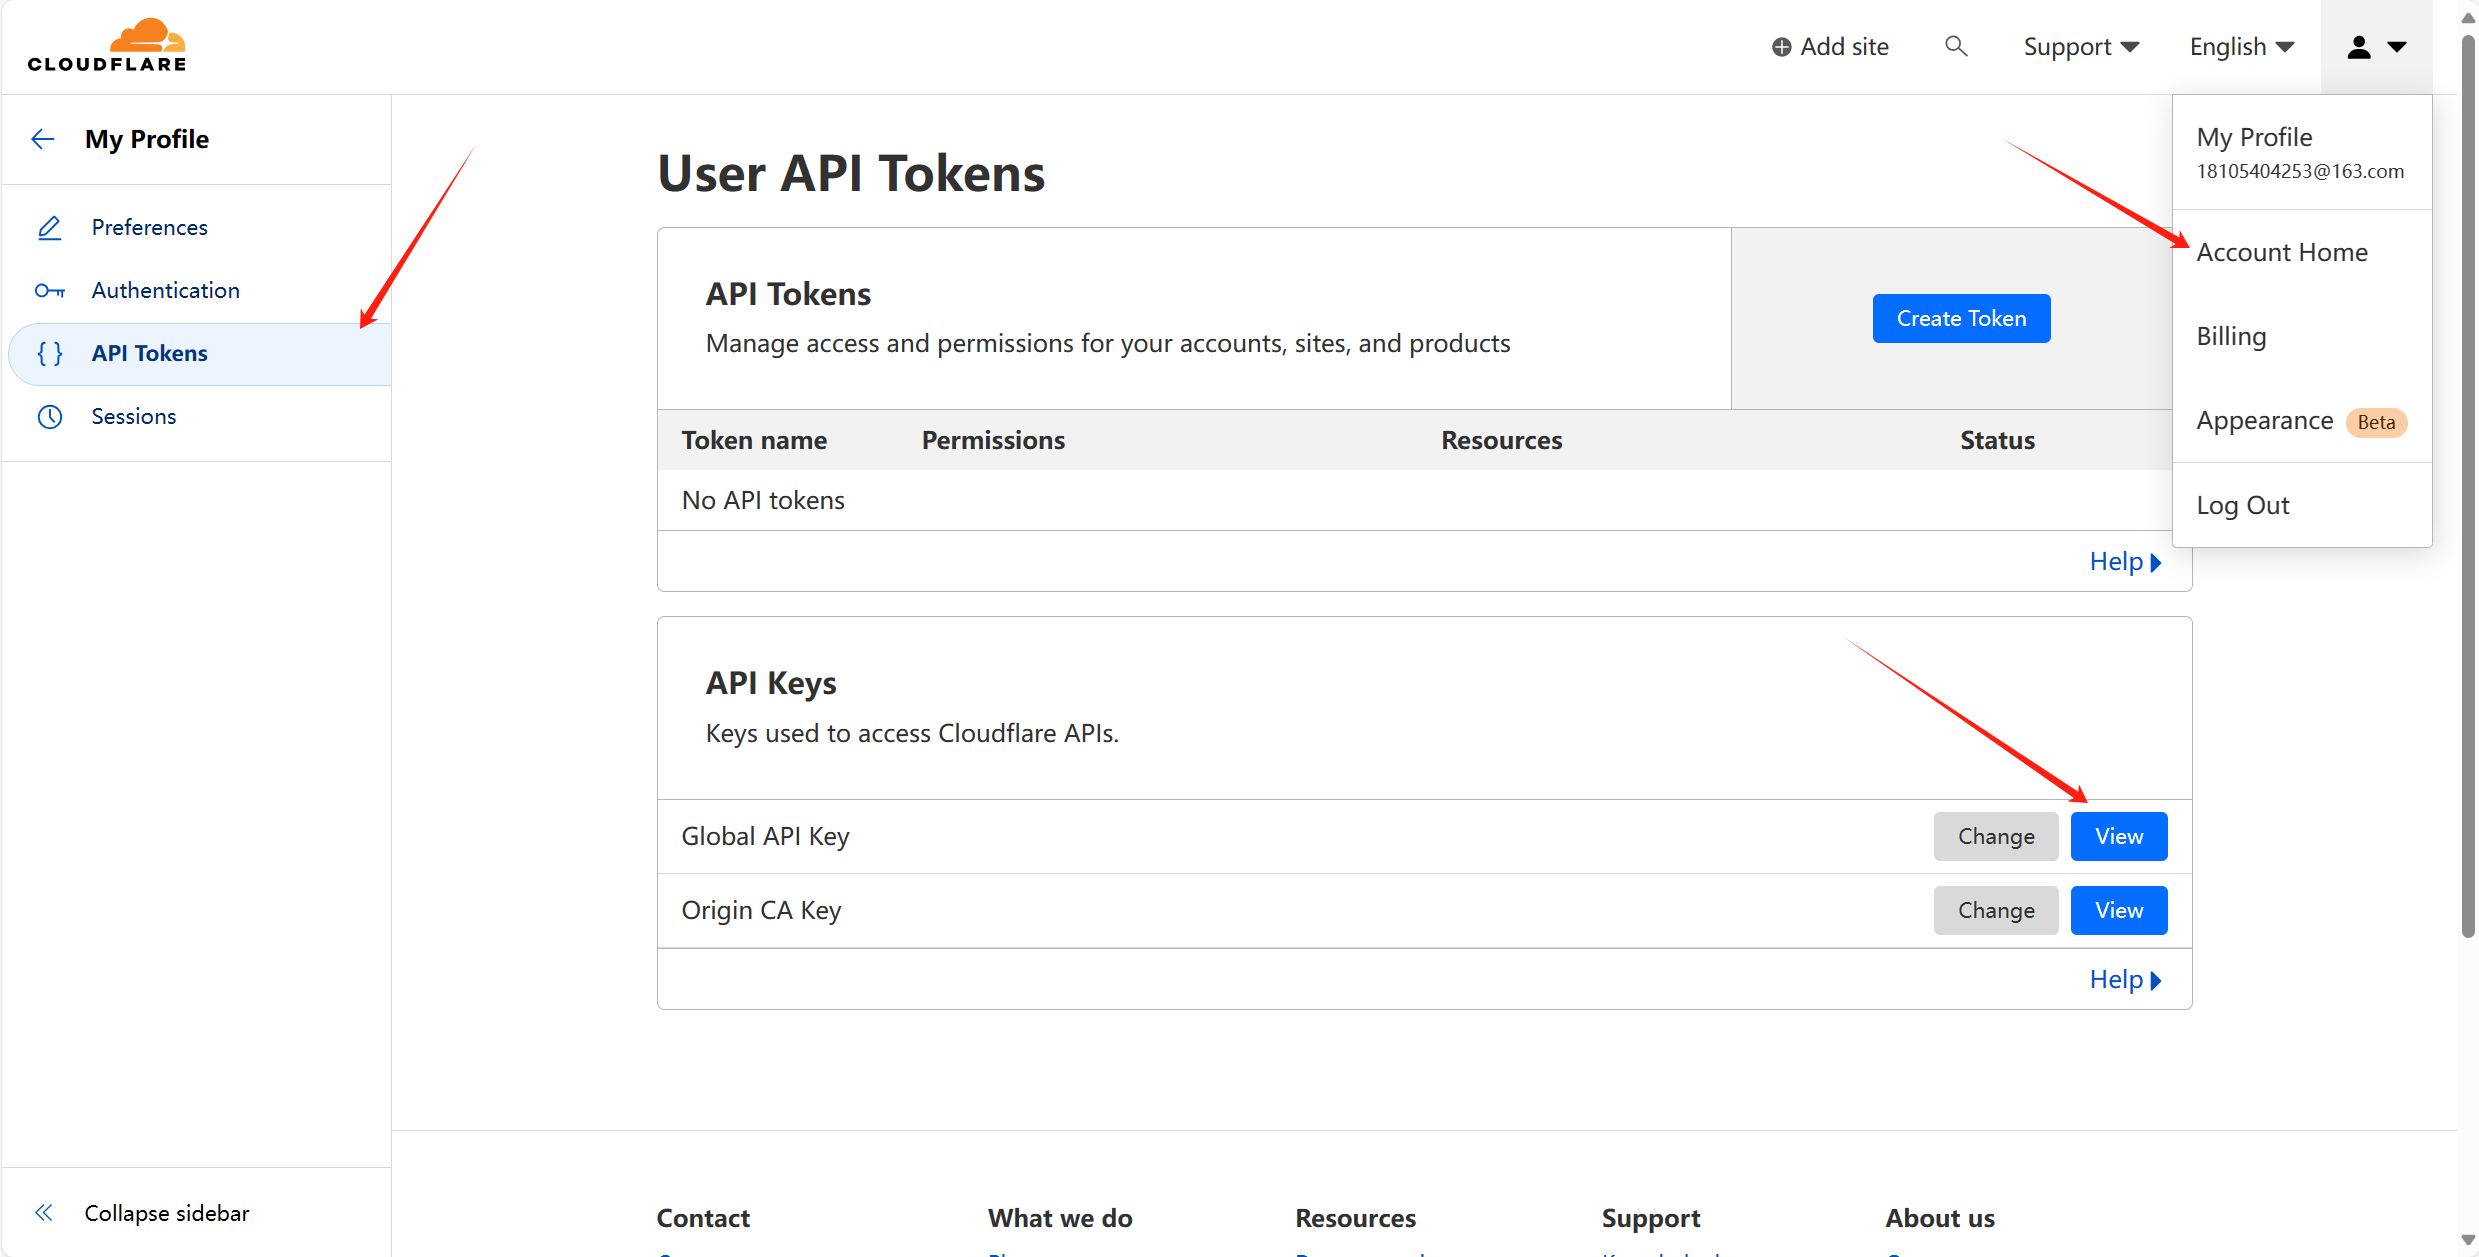 CLOUDFLARE
Add site
Support
English
My Profile
Preferences
Authentication
API Tokens
Sessions
Collapse sidebar
My Profile
18105404253@163.com
Account Home
Billing
Appearance Beta
Log Out
User API Tokens
API Tokens
Manage access and permissions for your accounts, sites, and products
Create Token
Token name Permissions Resources Status
No API tokens
Help
API Keys
Keys used to access Cloudflare APIs.
Global API Key Change View
Origin CA Key Change View
Help
Contact What we do Resources Support About us